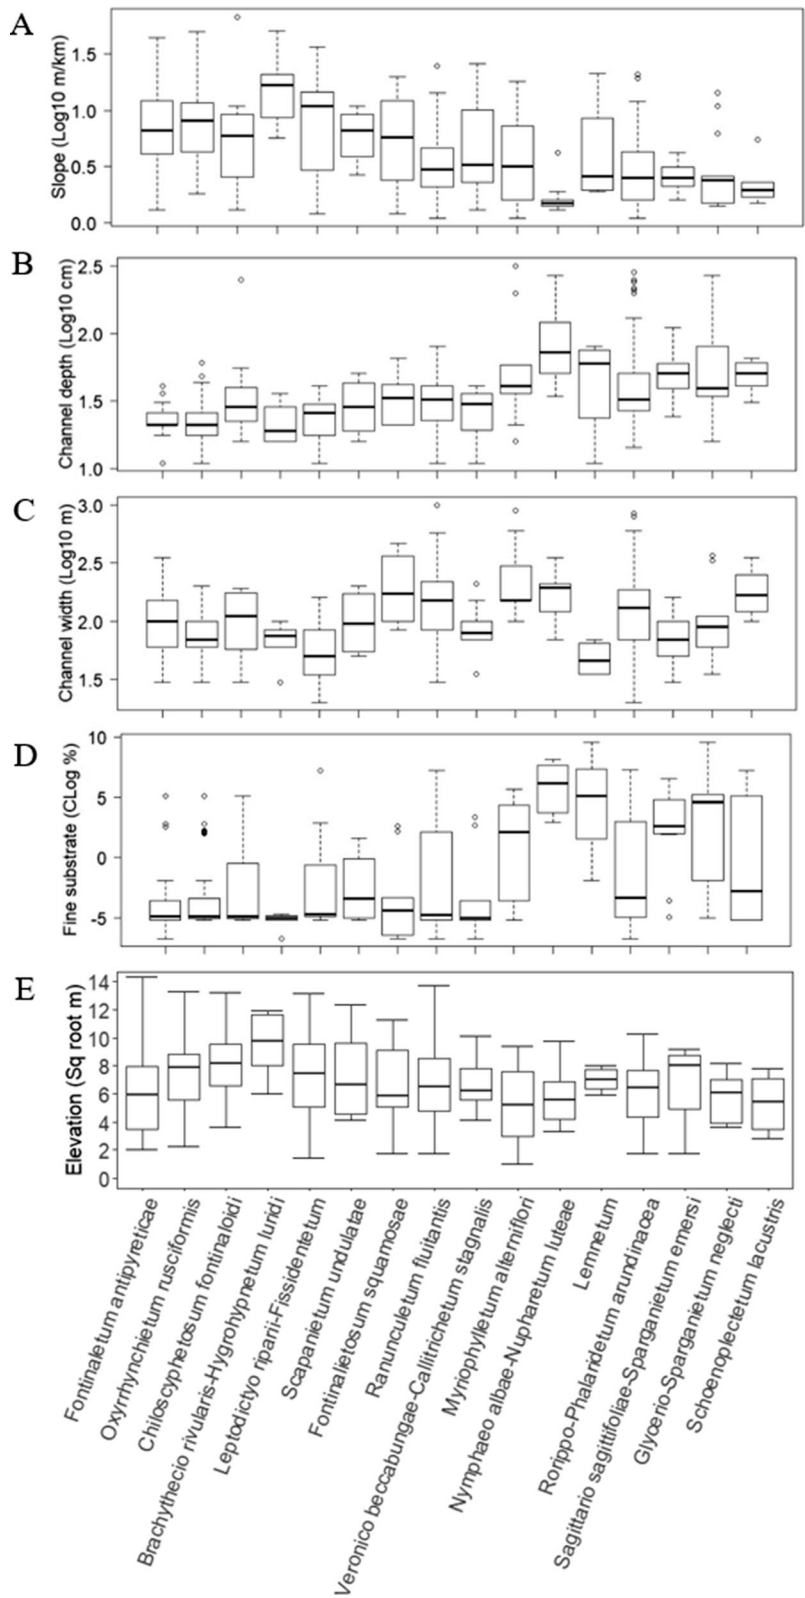 A
Slope (Log10 m/km)
1.5
1.0
0.5
0.0
B
Channel depth (Log10 cm)
2.5
2.0
1.5
1.0
C
Channel width (Log10 m)
3.0
2.5
2.0
1.5
D
Fine substrate (CLog %)
10
5
0
-5
E
Elevation (Sq root m)
14
12
10
8
6
4
2
0
Fontinaletum antipyreticae
Oxyrrhynchietum rusciformis
Chiloscyphetosum fontinaloidi
Brachythecio rivularis-Hygrohypnetum luridi
Leptodictyo riparii-Fissidentetum
Scapanietum undulatae
Fontinalietosum squamosae
Ranunculetum fluitantis
Veronico beccabungae-Callitrichetum stagnalis
Myriophylletum alterniflori
Nymphaeo albae-Nupharetum luteae
Lemnetum
Rorippo-Phalaridetum arundinacea
Sagittario sagittifoliae-Sparganietum emersi
Glycerio-Sparganietum neglecti
Schoenoplectetum lacustris